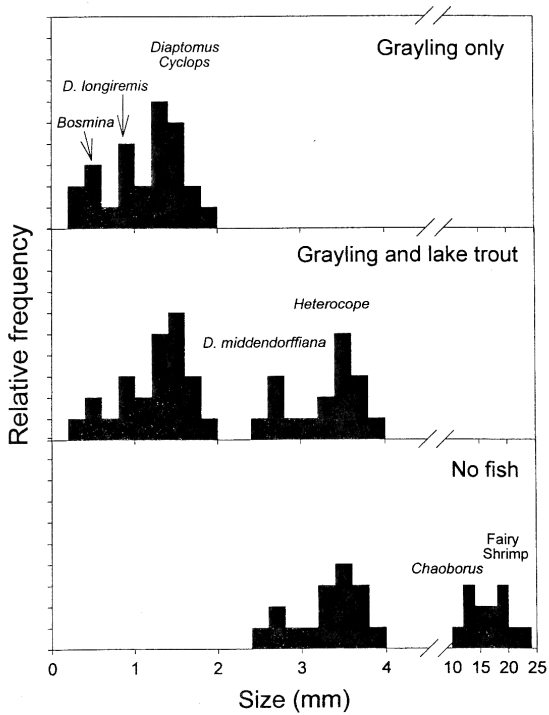 Grayling only
Diaptomus
Cyclops
D. longiremis
Bosmina
Grayling and lake trout
Heterocope
D. middendorffiana
No fish
Fairy
Shrimp
Chaoborus
Relative frequency
0 1 2 3 4 10 15 20 25
Size (mm)